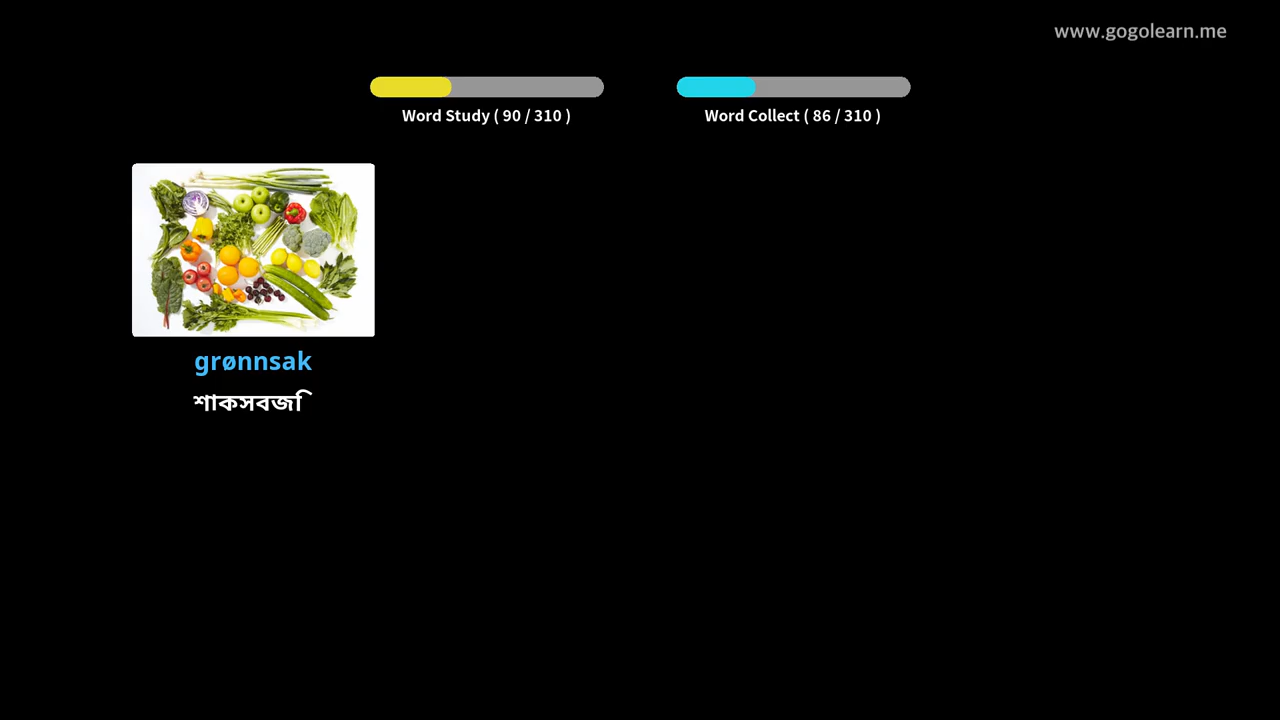 www.gogolearn.me
Word Study ( 90 / 310 )
Word Collect ( 86 / 310 )
grønnsak
শাকসবজি